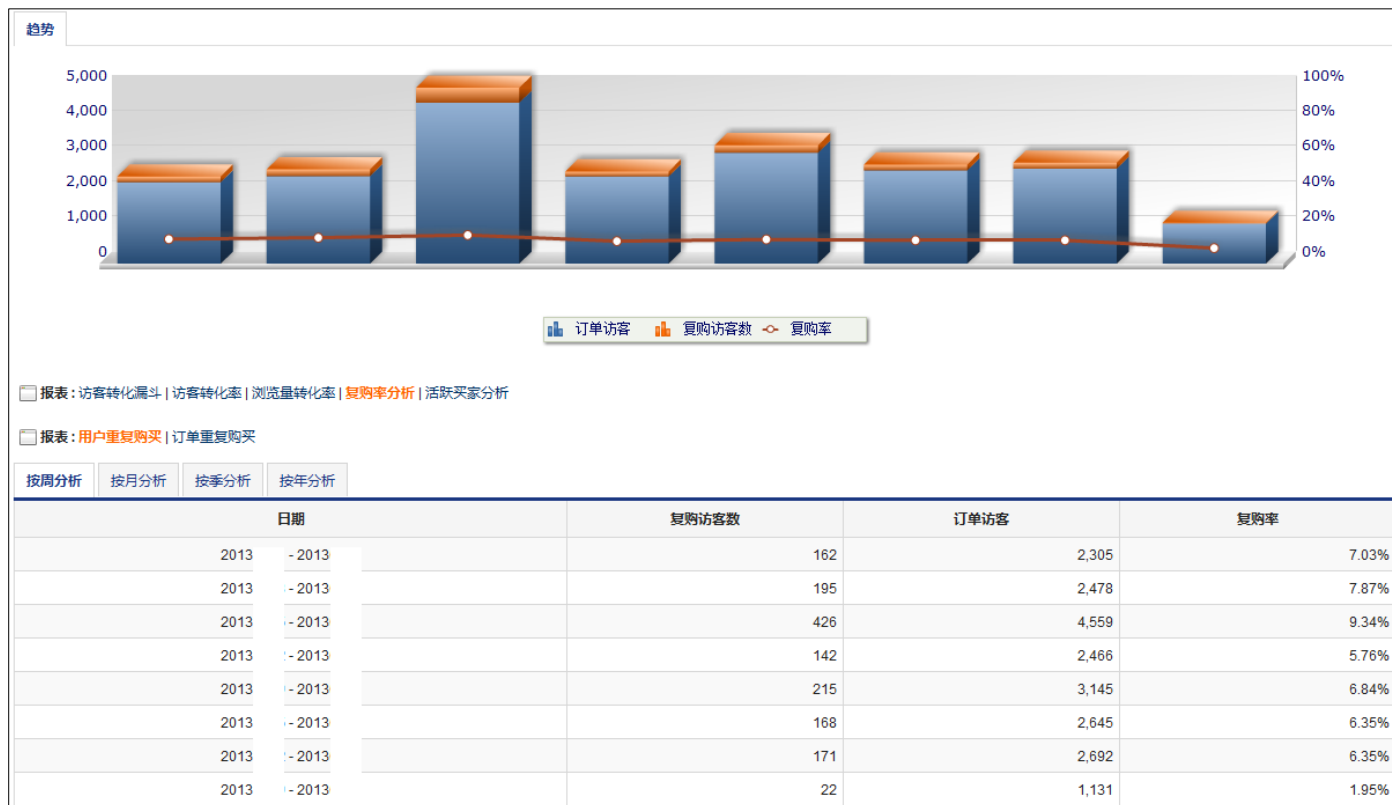 趋势
5,000 100%
4,000 80%
3,000 60%
2,000 40%
1,000 20%
0 0%
订单访客 复购访客数 复购率
报表 : 访客转化漏斗 | 访客转化率 | 浏览量转化率 | 复购率分析 | 活跃买家分析
报表 : 用户重复购买 | 订单重复购买
按周分析 按月分析 按季分析 按年分析
日期 复购访客数 订单访客 复购率
2013 - 2013 162 2,305 7.03%
2013 - 2013 195 2,478 7.87%
2013 - 2013 426 4,559 9.34%
2013 - 2013 142 2,466 5.76%
2013 - 2013 215 3,145 6.84%
2013 - 2013 168 2,645 6.35%
2013 - 2013 171 2,692 6.35%
2013 - 2013 22 1,131 1.95%